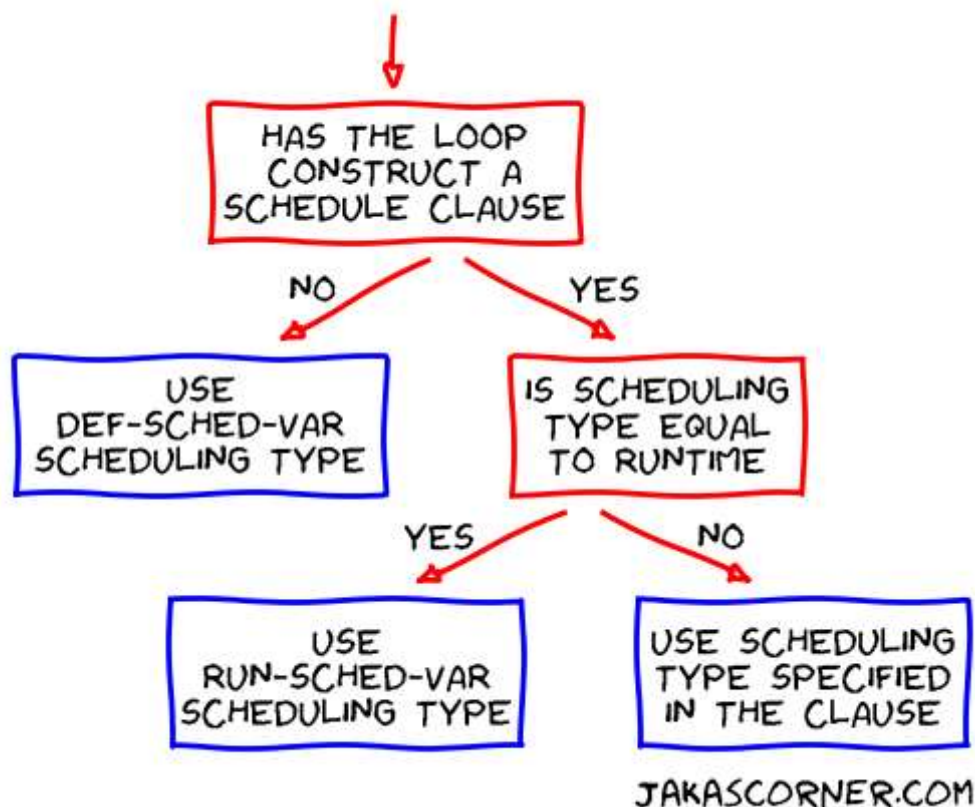 HAS THE LOOP
CONSTRUCT A
SCHEDULE CLAUSE
NO
YES
USE
DEF-SCHED-VAR
SCHEDULING TYPE
IS SCHEDULING
TYPE EQUAL
TO RUNTIME
YES
NO
USE
RUN-SCHED-VAR
SCHEDULING TYPE
USE SCHEDULING
TYPE SPECIFIED
IN THE CLAUSE
JAKASCORNER.COM